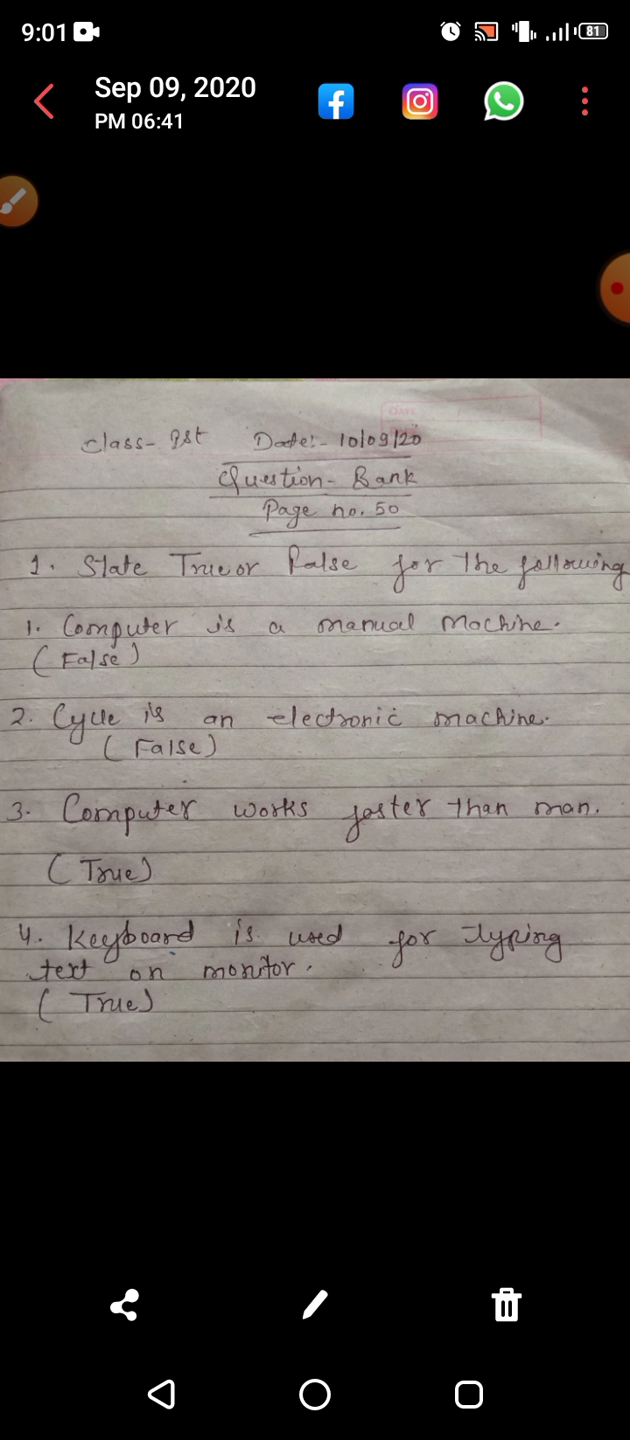 9:01
81
Sep 09, 2020
PM 06:41
Class- 1st Date:- 10/09/20
Question- Bank
Page no. 50
1. State True or False for the following
1. Computer is a manual Machine.
(False)
2. Cycle is an electronic machine.
(False)
3. Computer works faster than man.
(True)
4. Keyboard is used for typing
text on monitor.
(True)